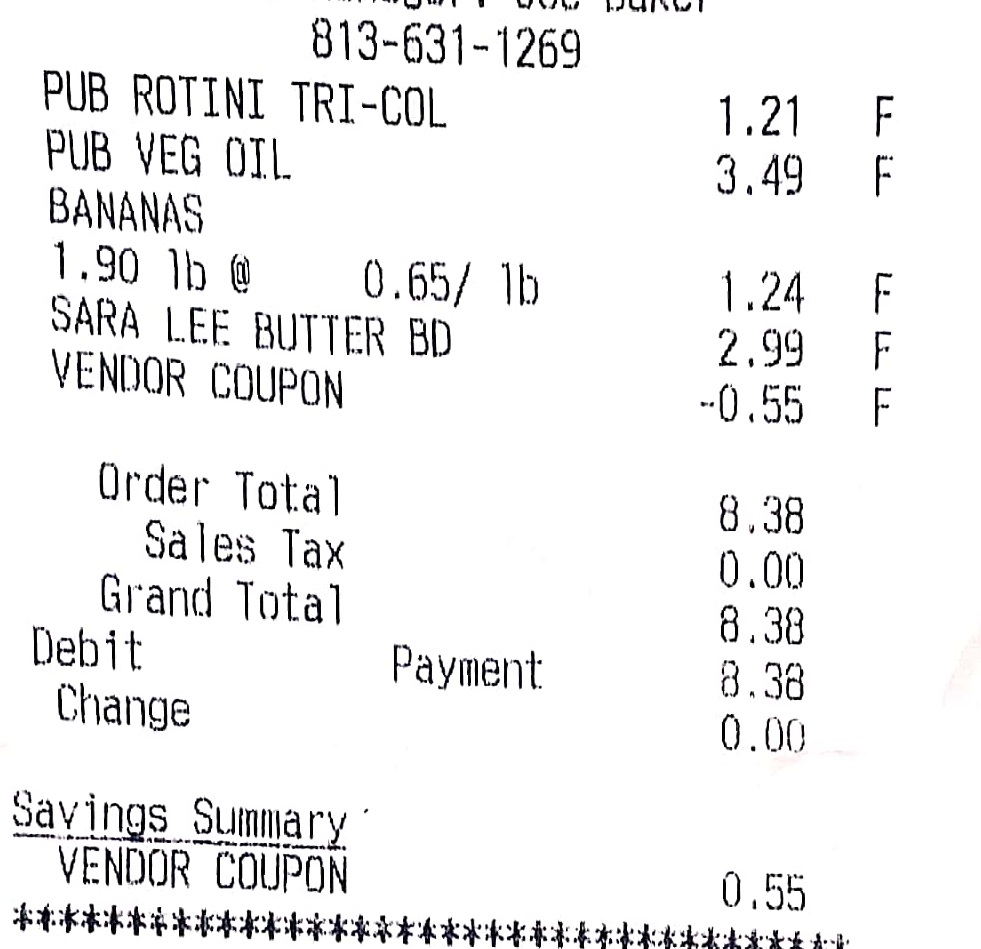 813-631-1269
PUB ROTINI TRI-COL 1.21 F
PUB VEG OIL 3.49 F
BANANAS
1.90 lb @ 0.65/ lb 1.24 F
SARA LEE BUTTER BD 2.99 F
VENDOR COUPON -0.55 F
Order Total 8.38
Sales Tax 0.00
Grand Total 8.38
Debit Payment 8.38
Change 0.00
Savings Summary
VENDOR COUPON 0.55
*************************************